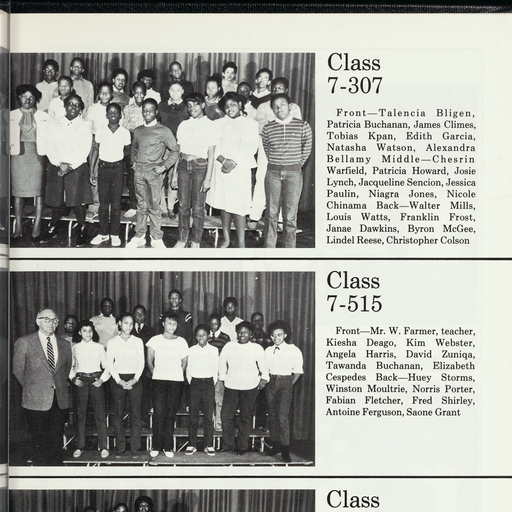 Class
7-307
Front—Talencia Bligen,
Patricia Buchanan, James Climes,
Tobias Kpan, Edith Garcia,
Natasha Watson, Alexandra
Bellamy Middle—Chesrin
Warfield, Patricia Howard, Josie
Lynch, Jacqueline Sencion, Jessica
Paulin, Niagra Jones, Nicole
Chinama Back—Walter Mills,
Louis Watts, Franklin Frost,
Janae Dawkins, Byron McGee,
Lindel Reese, Christopher Colson
Class
7-515
Front—Mr. W. Farmer, teacher,
Kiesha Deago, Kim Webster,
Angela Harris, David Zuniqa,
Tawanda Buchanan, Elizabeth
Cespedes Back—Huey Storms,
Winston Moultrie, Norris Porter,
Fabian Fletcher, Fred Shirley,
Antoine Ferguson, Saone Grant
Class